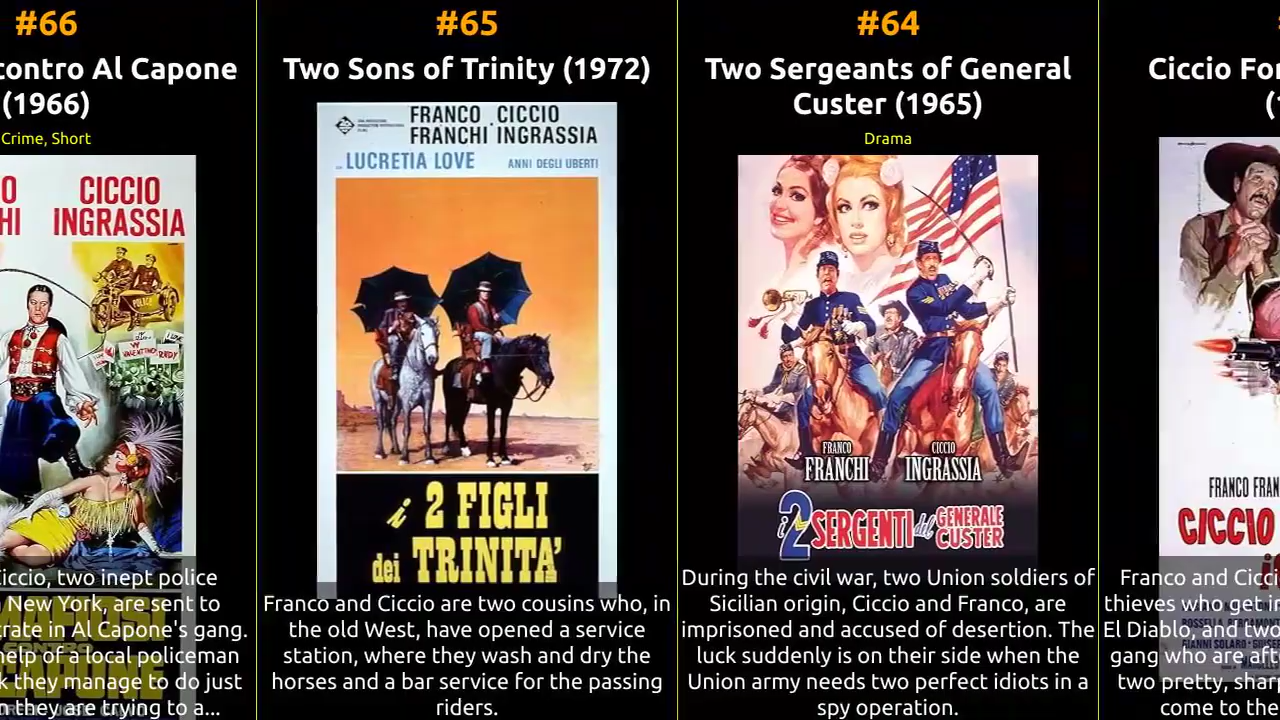 #66
contro Al Capone
(1966)
Crime, Short
CICCIO
INGRASSIA
POLICE
iccio, two inept police
New York, are sent to
trate in Al Capone's gang.
help of a local policeman
k they manage to do just
n they are trying to a...
#65
Two Sons of Trinity (1972)
FRANCO CICCIO
FRANCHI INGRASSIA
LUCRETIA LOVE ANNI DEGLI UBERTI
i 2 FIGLI
dei TRINITA'
Franco and Ciccio are two cousins who, in
the old West, have opened a service
station, where they wash and dry the
horses and a bar service for the passing
riders.
#64
Two Sergeants of General
Custer (1965)
Drama
FRANCO CICCIO
FRANCHI INGRASSIA
i 2 SERGENTI del GENERALE
CUSTER
During the civil war, two Union soldiers of
Sicilian origin, Ciccio and Franco, are
imprisoned and accused of desertion. The
luck suddenly is on their side when the
Union army needs two perfect idiots in a
spy operation.
Ciccio For
FRANCO FRAN
CICCIO
Franco and Cicci
thieves who get in
El Diablo, and two
gang who are afte
two pretty, shar
come to the